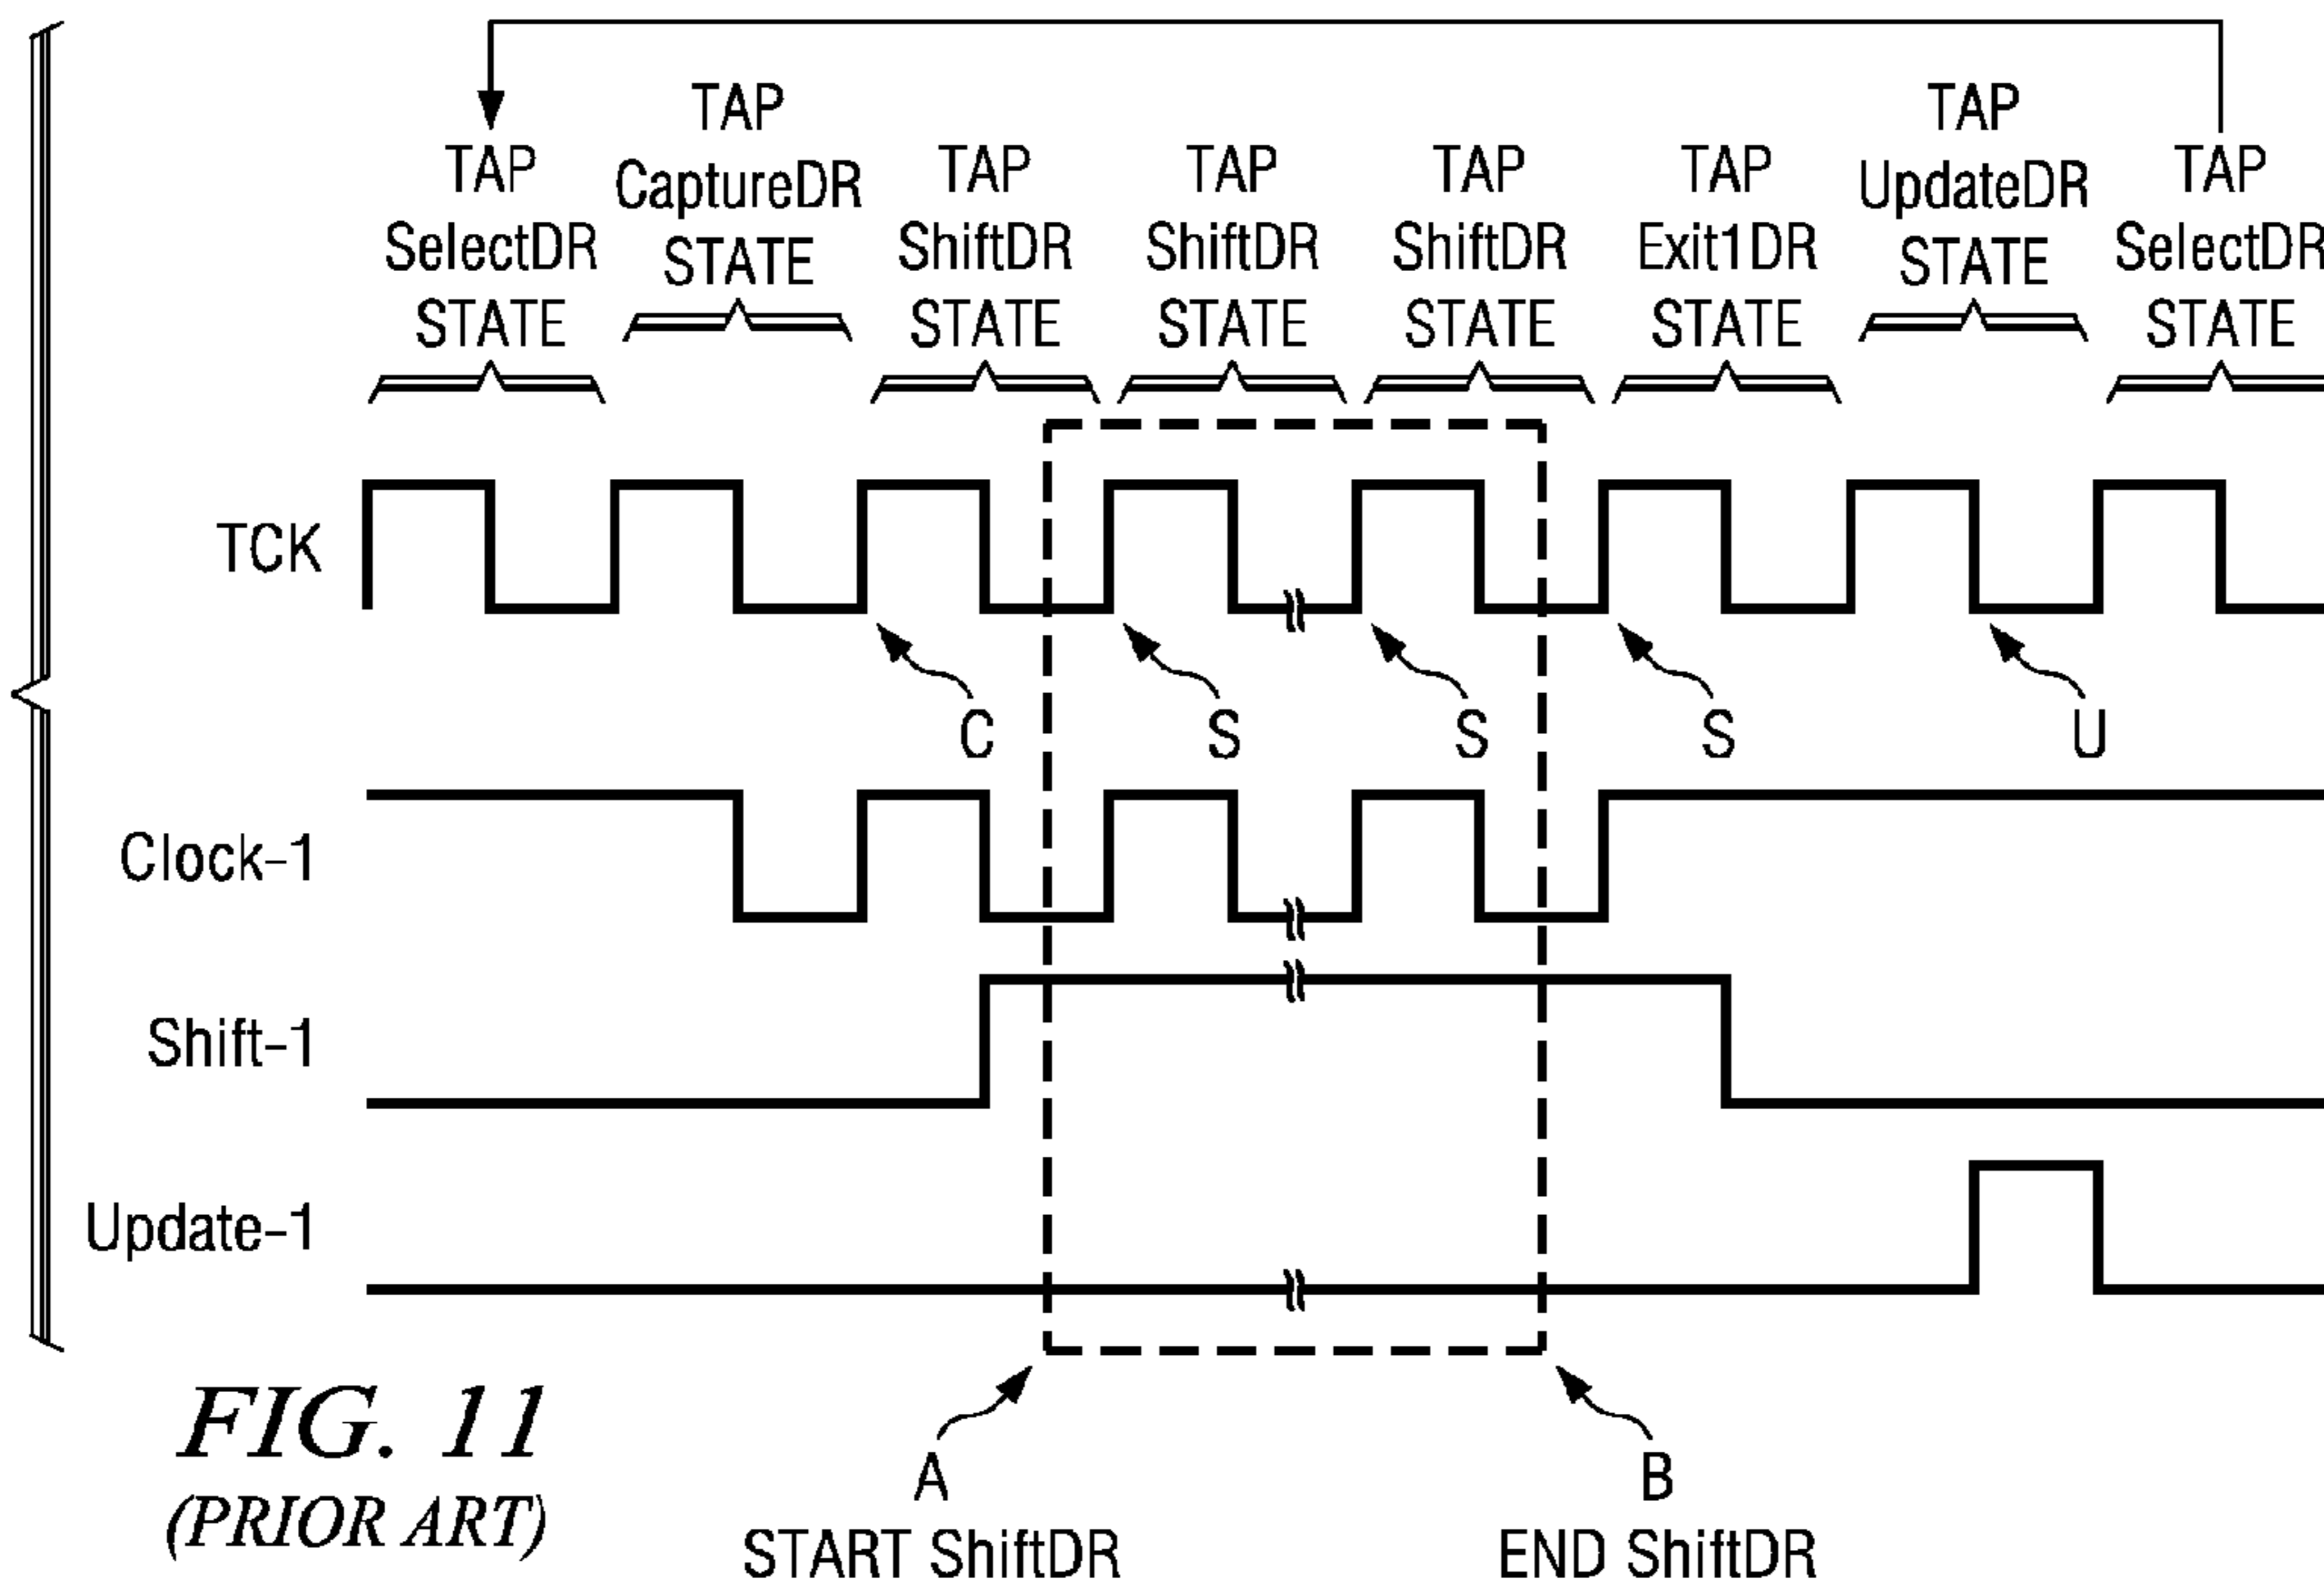 TAP
SelectDR
STATE
TAP
CaptureDR
STATE
TAP
ShiftDR
STATE
TAP
ShiftDR
STATE
TAP
ShiftDR
STATE
TAP
Exit1DR
STATE
TAP
UpdateDR
STATE
TAP
SelectDR
STATE
TCK
C
S
S
S
U
Clock-1
Shift-1
Update-1
A
START ShiftDR
B
END ShiftDR
FIG. 11
(PRIOR ART)